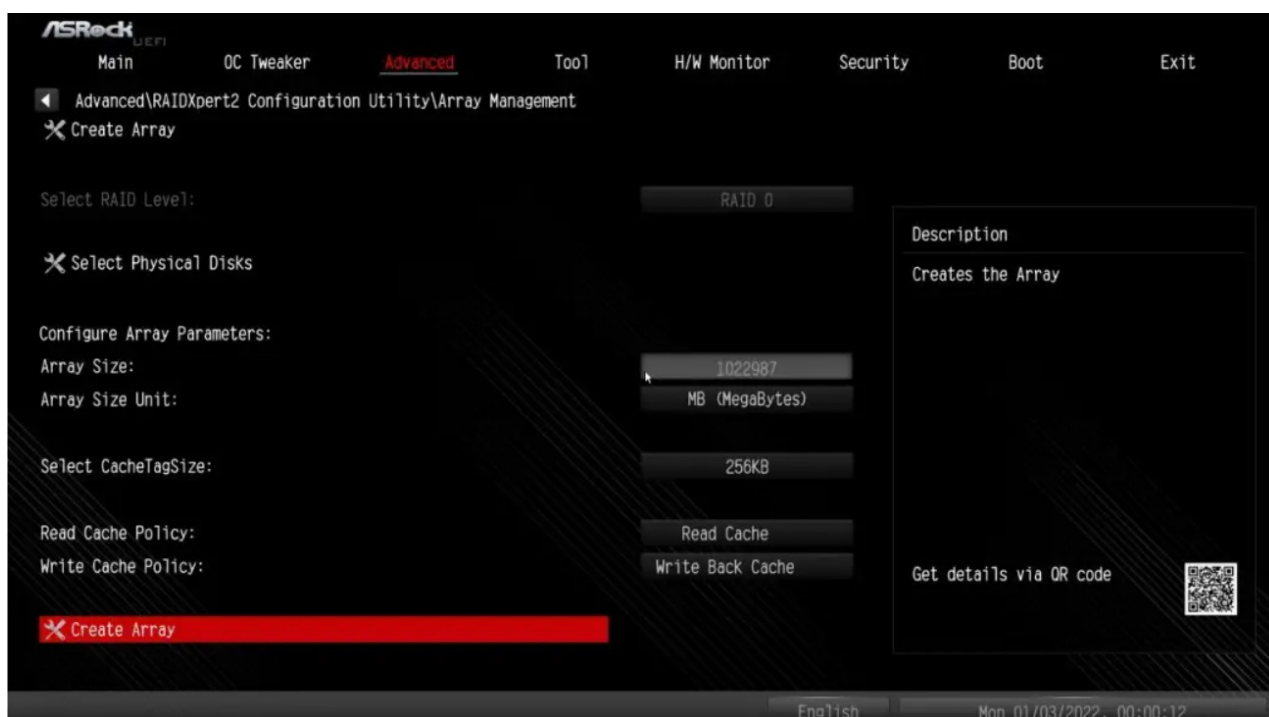 ASRock
UEFI
Main OC Tweaker Advanced Tool H/W Monitor Security Boot Exit
Advanced\RAIDXpert2 Configuration Utility\Array Management
Create Array
Select RAID Level: RAID 0
Description
Select Physical Disks
Creates the Array
Configure Array Parameters:
Array Size: 1022987
Array Size Unit: MB (MegaBytes)
Select CacheTagSize: 256KB
Read Cache Policy: Read Cache
Write Cache Policy: Write Back Cache
Get details via QR code
Create Array
English Mon 01/03/2022, 00:00:12